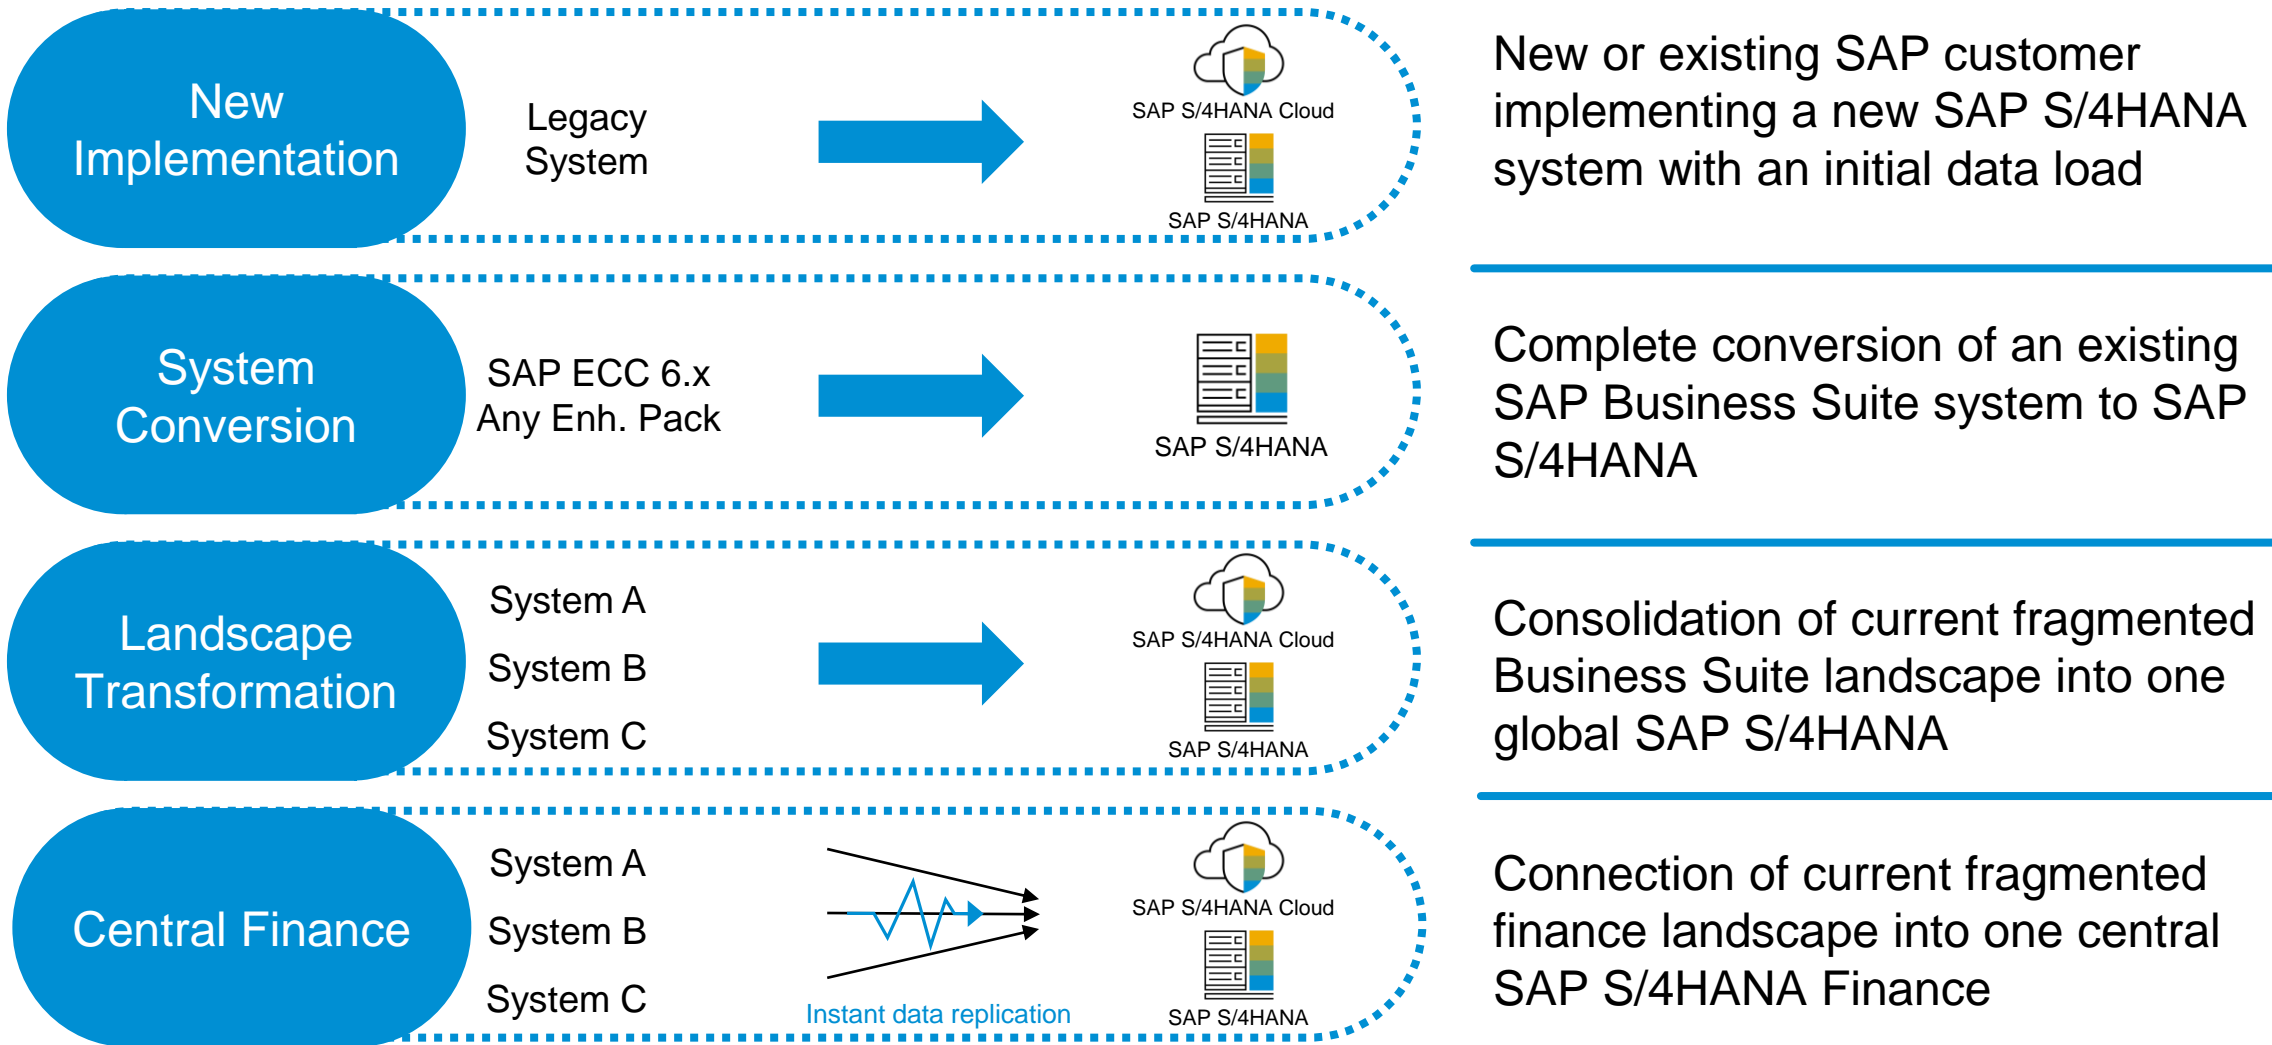 New
Implementation
Legacy
System
SAP S/4HANA Cloud
SAP S/4HANA
New or existing SAP customer
implementing a new SAP S/4HANA
system with an initial data load
System
Conversion
SAP ECC 6.x
Any Enh. Pack
SAP S/4HANA
Complete conversion of an existing
SAP Business Suite system to SAP
S/4HANA
Landscape
Transformation
System A
System B
System C
SAP S/4HANA Cloud
SAP S/4HANA
Consolidation of current fragmented
Business Suite landscape into one
global SAP S/4HANA
Central Finance
System A
System B
System C
Instant data replication
SAP S/4HANA Cloud
SAP S/4HANA
Connection of current fragmented
finance landscape into one central
SAP S/4HANA Finance